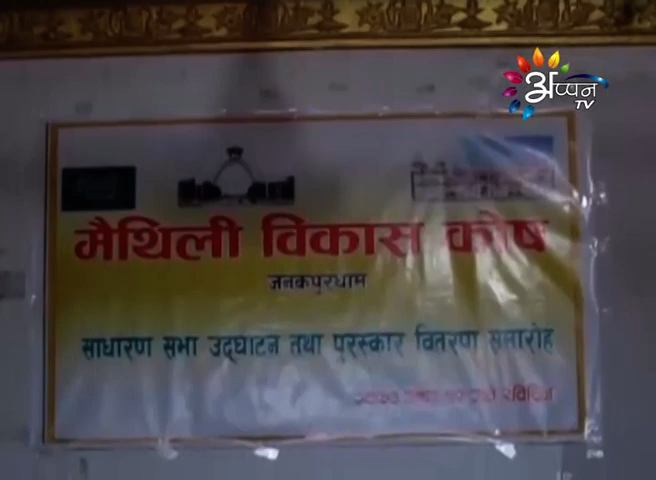 अप्पन
TV
मैथिली विकास कोष
जनकपुरधाम
साधारण सभा उद्घाटन तथा पुरस्कार वितरण समारोह